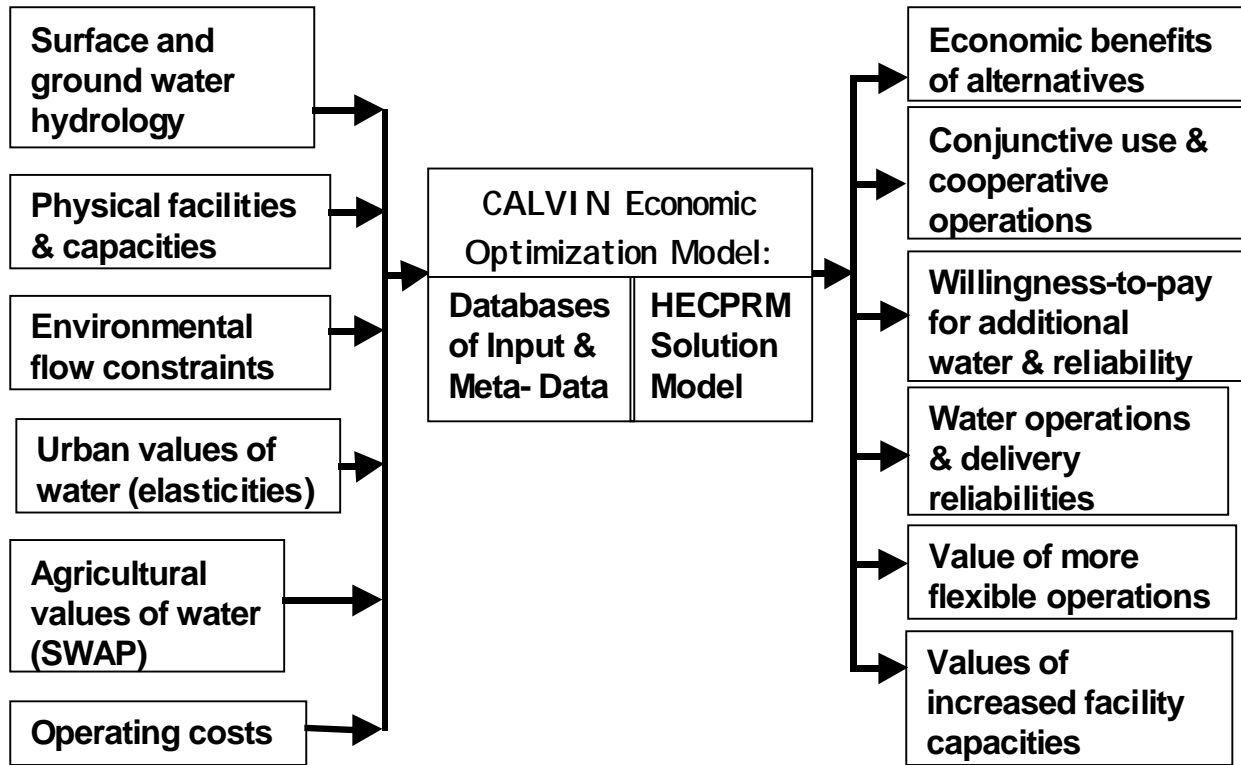 Surface and
ground water
hydrology
Physical facilities
& capacities
Environmental
flow constraints
Urban values of
water (elasticities)
Agricultural
values of water
(SWAP)
Operating costs
CALVIN Economic
Optimization Model:
Databases
of Input &
Meta- Data
HECPRM
Solution
Model
Economic benefits
of alternatives
Conjunctive use &
cooperative
operations
Willingness-to-pay
for additional
water & reliability
Water operations
& delivery
reliabilities
Value of more
flexible operations
Values of
increased facility
capacities